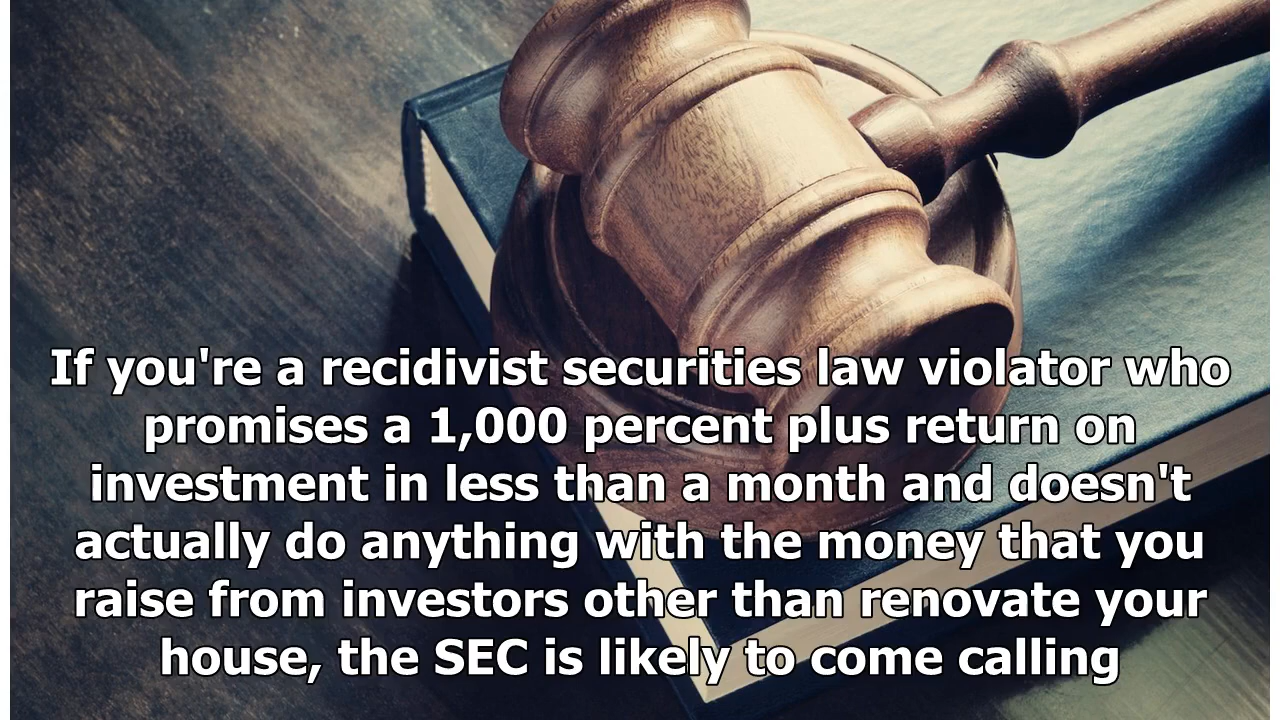 If you're a recidivist securities law violator who
promises a 1,000 percent plus return on
investment in less than a month and doesn't
actually do anything with the money that you
raise from investors other than renovate your
house, the SEC is likely to come calling